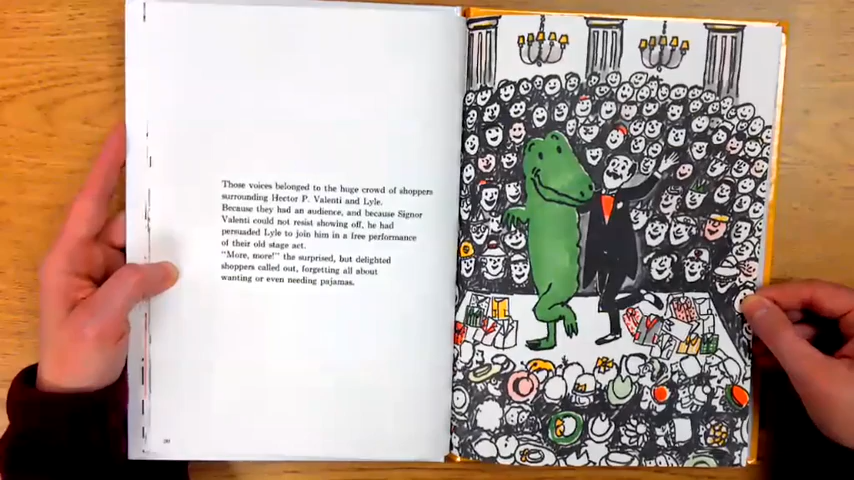 Those voices belonged to the huge crowd of shoppers
surrounding Hector P. Valenti and Lyle.
Because they had an audience, and because Signor
Valenti could not resist showing off, he had
persuaded Lyle to join him in a free performance
of their old stage act.
"More, more!" the surprised, but delighted
shoppers called out, forgetting all about
wanting or even needing pajamas.